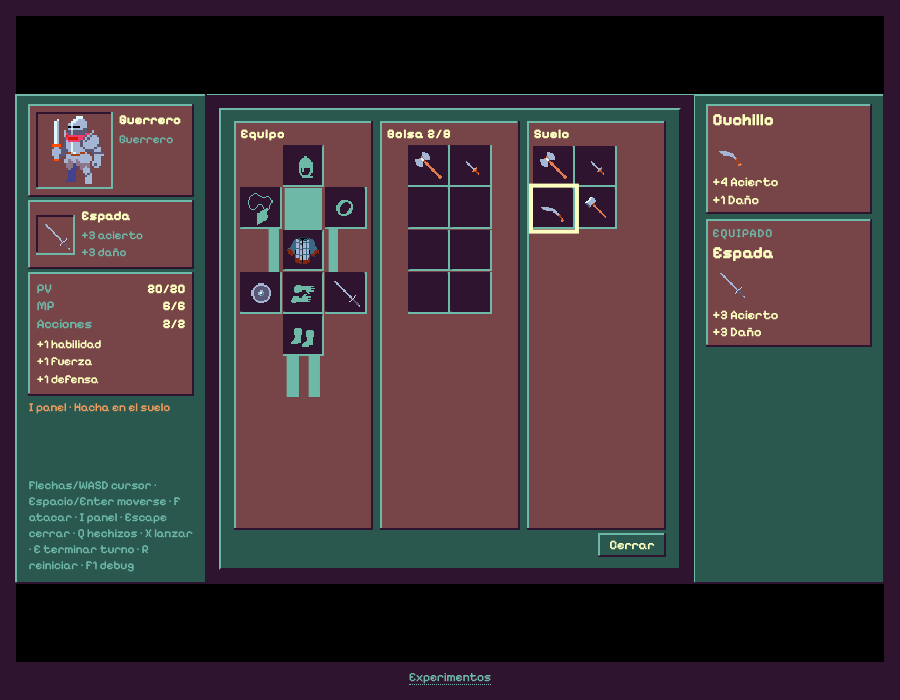 Guerrero
Guerrero
Espada
+3 acierto
+3 daño
PV 80/80
MP 6/6
Acciones 8/8
+1 habilidad
+1 fuerza
+1 defensa
I panel · Hacha en el suelo
Flechas/WASD cursor ·
Espacio/Enter moverse · F
atacar · I panel · Escape
cerrar · Q hechizos · X lanzar
· E terminar turno · R
reiniciar · F1 debug
Equipo
Bolsa 8/8
Suelo
Cerrar
Cuchillo
+4 Acierto
+1 Daño
EQUIPADO
Espada
+3 Acierto
+3 Daño
Experimentos